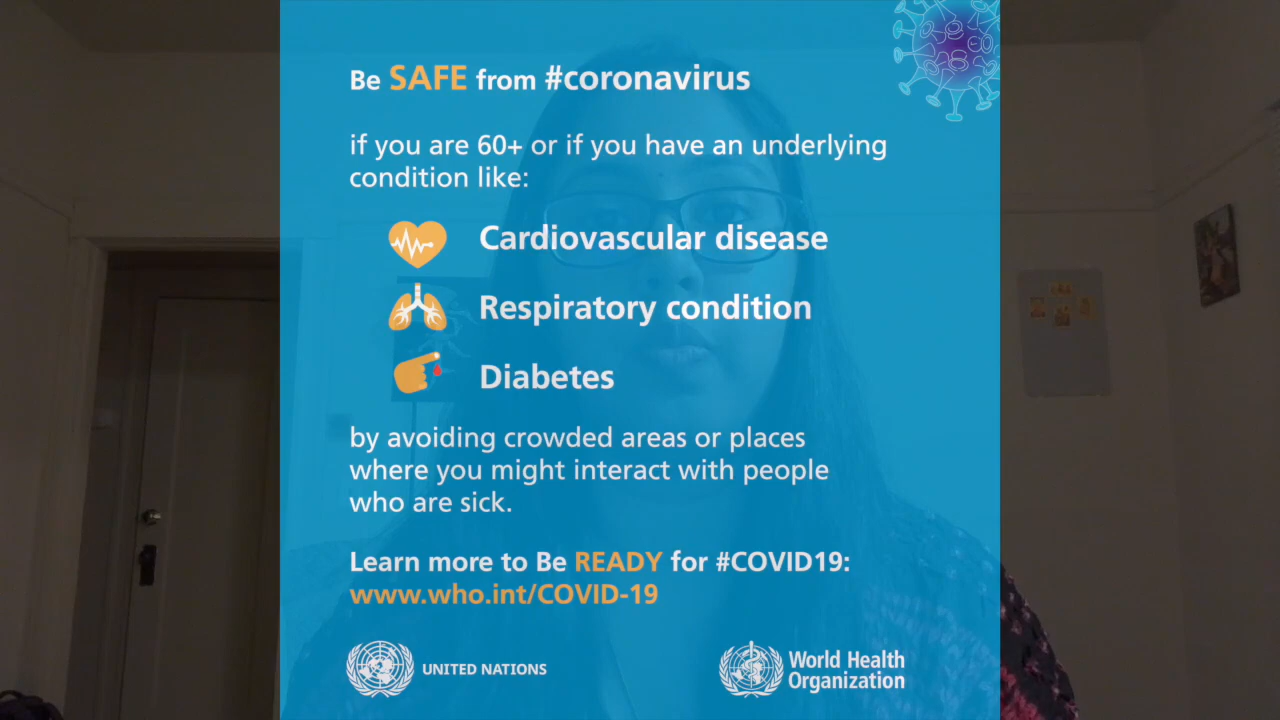 Be SAFE from #coronavirus
if you are 60+ or if you have an underlying
condition like:
Cardiovascular disease
Respiratory condition
Diabetes
by avoiding crowded areas or places
where you might interact with people
who are sick.
Learn more to Be READY for #COVID19:
www.who.int/COVID-19
UNITED NATIONS
World Health
Organization